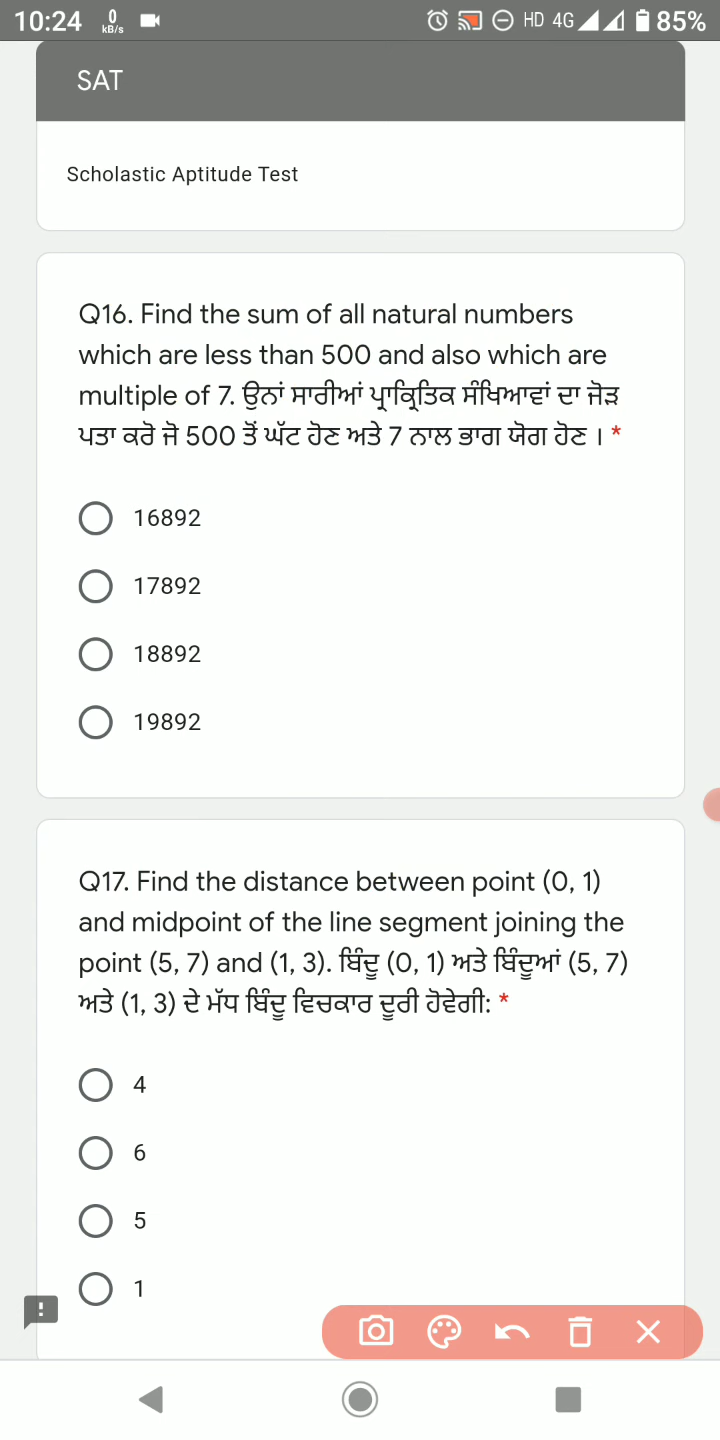 10:24 0 kB/s HD 4G 85%
SAT
Scholastic Aptitude Test
Q16. Find the sum of all natural numbers
which are less than 500 and also which are
multiple of 7. ਉਨਾਂ ਸਾਰੀਆਂ ਪ੍ਰਾਕ੍ਰਿਤਿਕ ਸੰਖਿਆਵਾਂ ਦਾ ਜੋੜ
ਪਤਾ ਕਰੋ ਜੋ 500 ਤੋਂ ਘੱਟ ਹੋਣ ਅਤੇ 7 ਨਾਲ ਭਾਗ ਯੋਗ ਹੋਣ । *
16892
17892
18892
19892
Q17. Find the distance between point (0, 1)
and midpoint of the line segment joining the
point (5, 7) and (1, 3). ਬਿੰਦੂ (0, 1) ਅਤੇ ਬਿੰਦੂਆਂ (5, 7)
ਅਤੇ (1, 3) ਦੇ ਮੱਧ ਬਿੰਦੂ ਵਿਚਕਾਰ ਦੂਰੀ ਹੋਵੇਗੀ: *
4
6
5
1